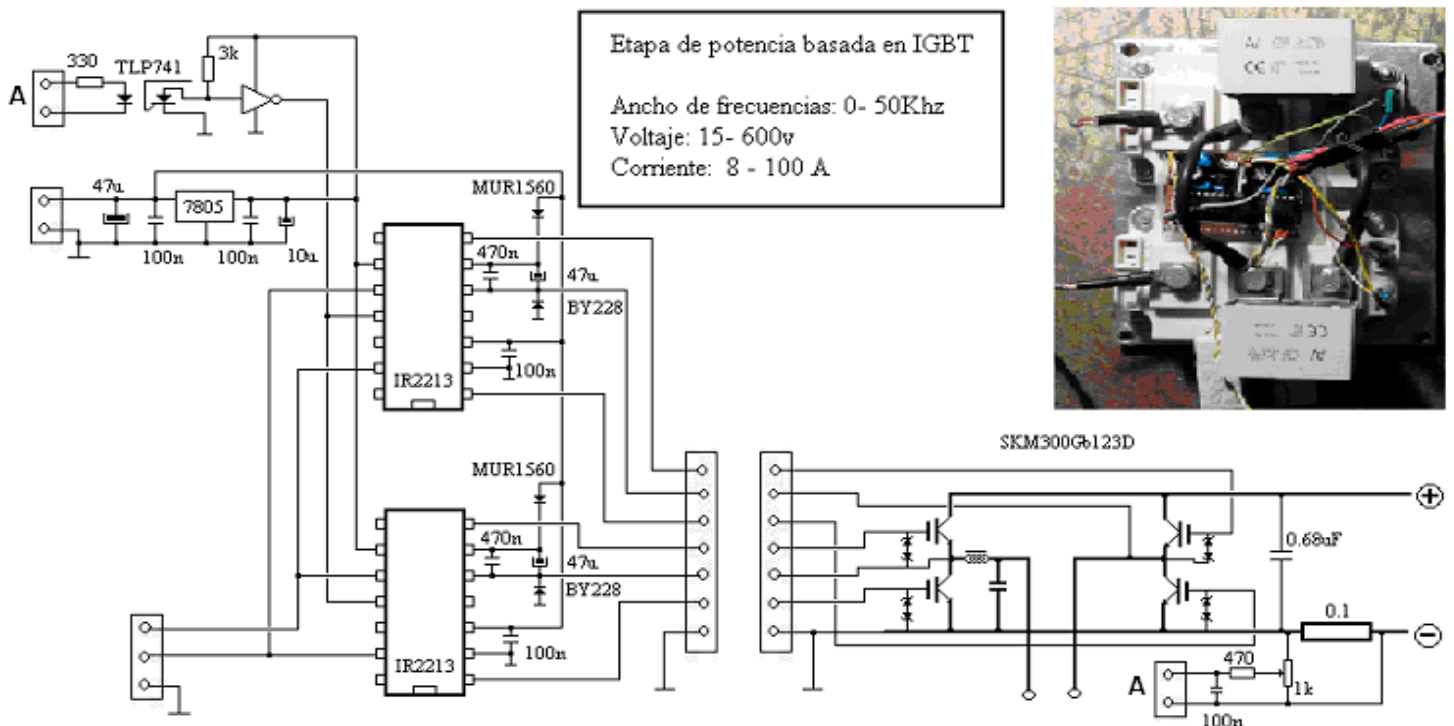 Etapa de potencia basada en IGBT
Ancho de frecuencias: 0- 50Khz
Voltaje: 15- 600v
Corriente: 8 - 100 A
330
TLP741
3k
A
47u
7805
100n
100n
10u
MUR1560
470n
47u
BY228
100n
IR2213
MUR1560
470n
47u
BY228
100n
IR2213
SKM300Gb123D
+
0.68uF
0.1
−
A
470
1k
100n
CE
CE